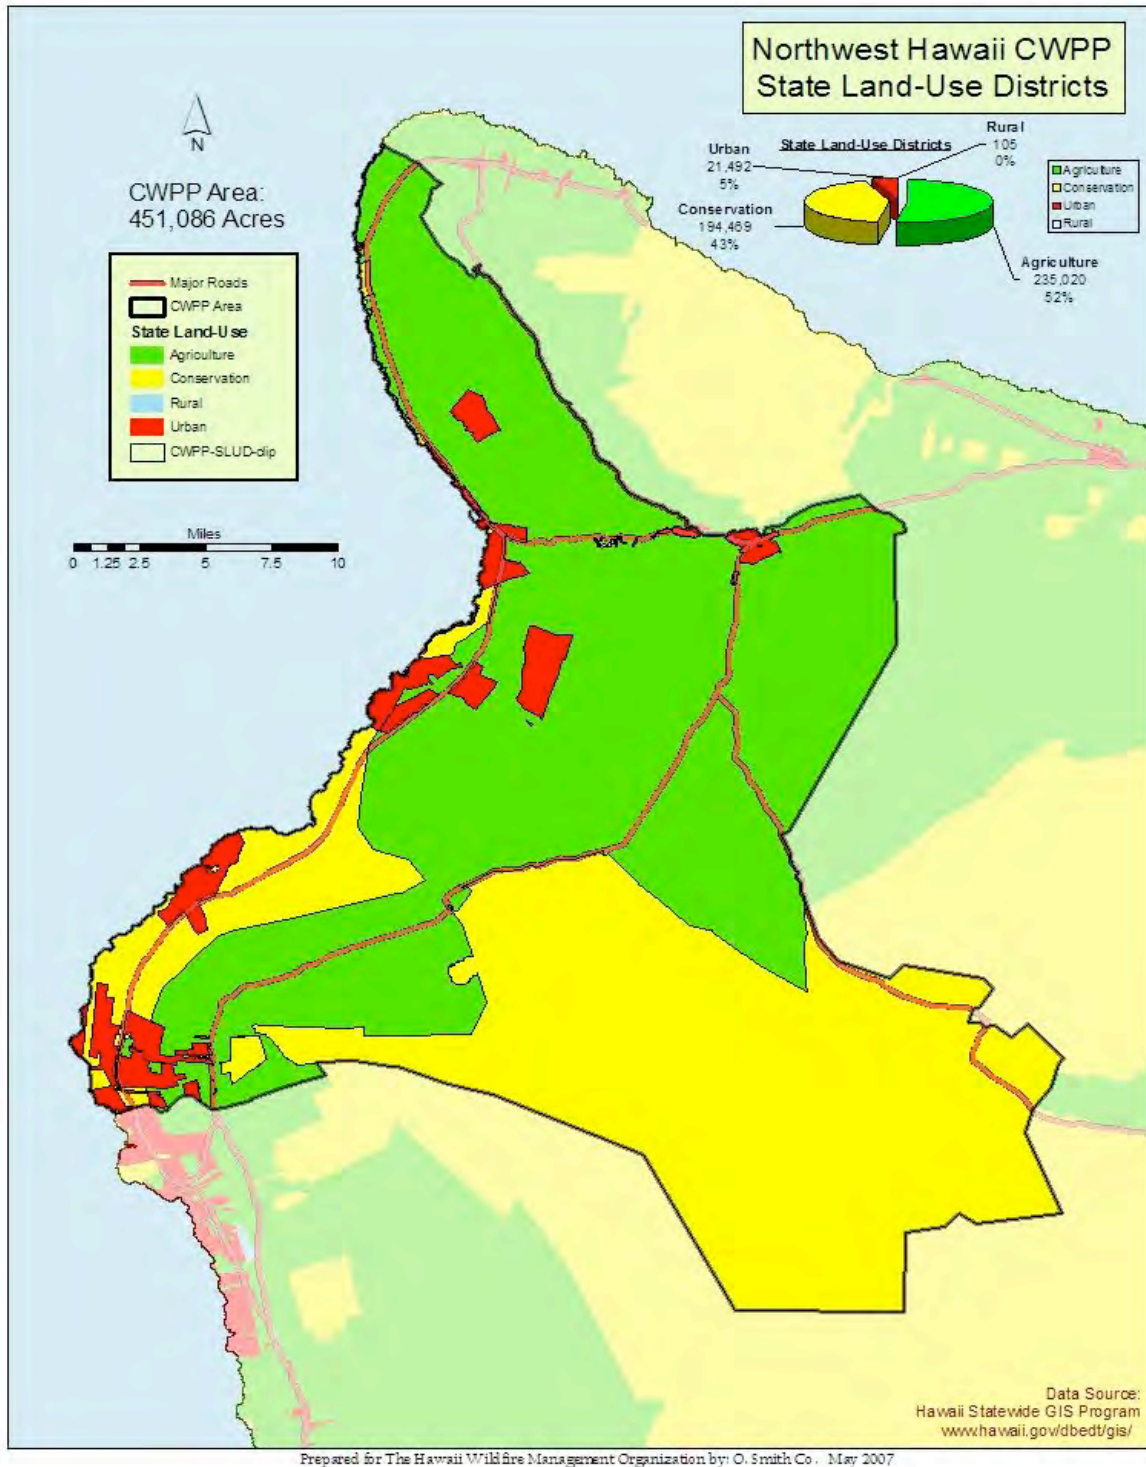 Northwest Hawaii CWPP
State Land-Use Districts
N
CWPP Area:
451,086 Acres
State Land-Use Districts
Rural
105
0%
Urban
21,492
5%
Conservation
194,469
43%
Agriculture
235,020
52%
Agriculture
Conservation
Urban
Rural
Major Roads
CWPP Area
State Land-Use
Agriculture
Conservation
Rural
Urban
CWPP-SLUD-clip
Miles
0 1.25 2.5 5 7.5 10
Data Source:
Hawaii Statewide GIS Program
www.hawaii.gov/dbedt/gis/
Prepared for The Hawaii Wildfire Management Organization by: O. Smith Co. May 2007